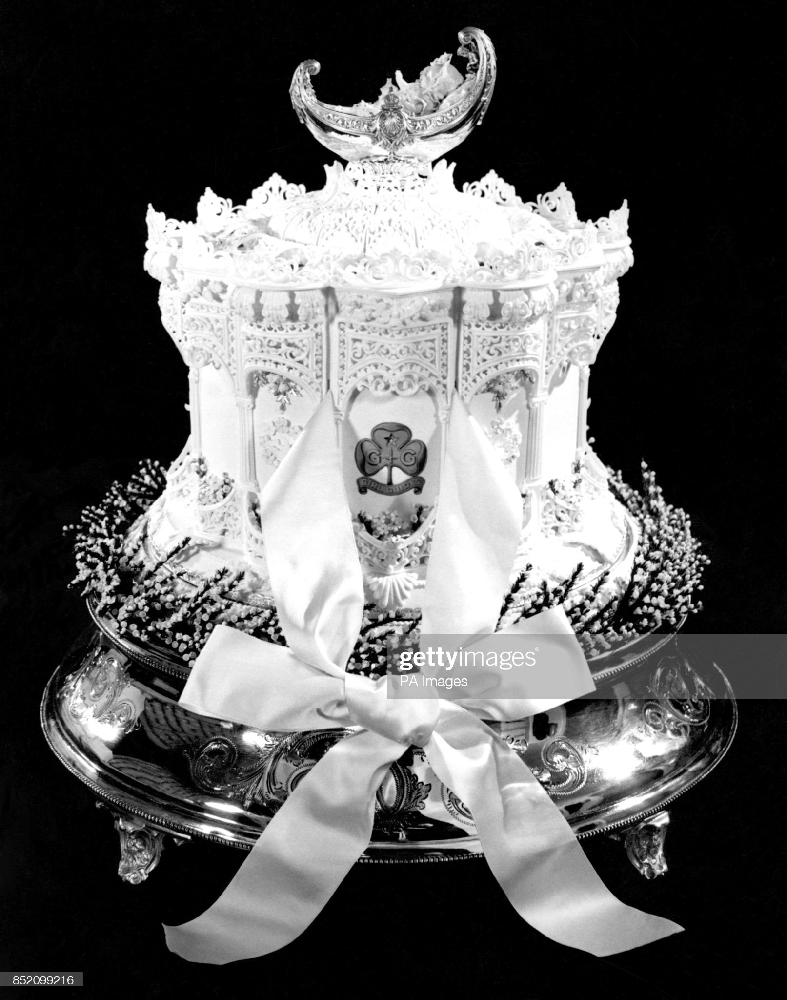 G G
GIRL GUIDES
gettyimages®
PA Images
852099216